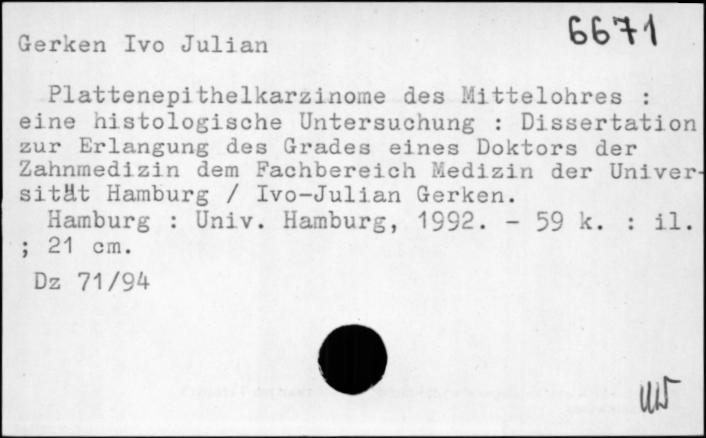 6671
Gerken Ivo Julian
Plattenepithelkarzinome des Mittelohres :
eine histologische Untersuchung : Dissertation
zur Erlangung des Grades eines Doktors der
Zahnmedizin dem Fachbereich Medizin der Univer-
sität Hamburg / Ivo-Julian Gerken.
Hamburg : Univ. Hamburg, 1992. - 59 k. : il.
; 21 cm.
Dz 71/94